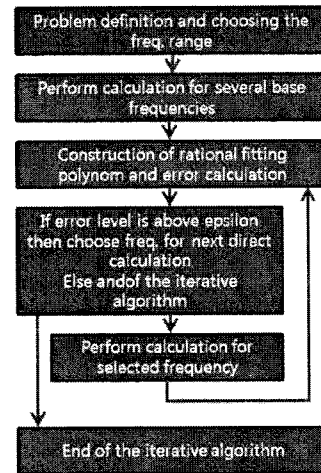 Problem definition and choosing the
freq. range
Perform calculation for several base
frequencies
Construction of rational fitting
polynom and error calculation
If error level is above epsilon
then choose freq. for next direct
calculation
Else andof the iterative
algorithm
Perform calculation for
selected frequency
End of the iterative algorithm